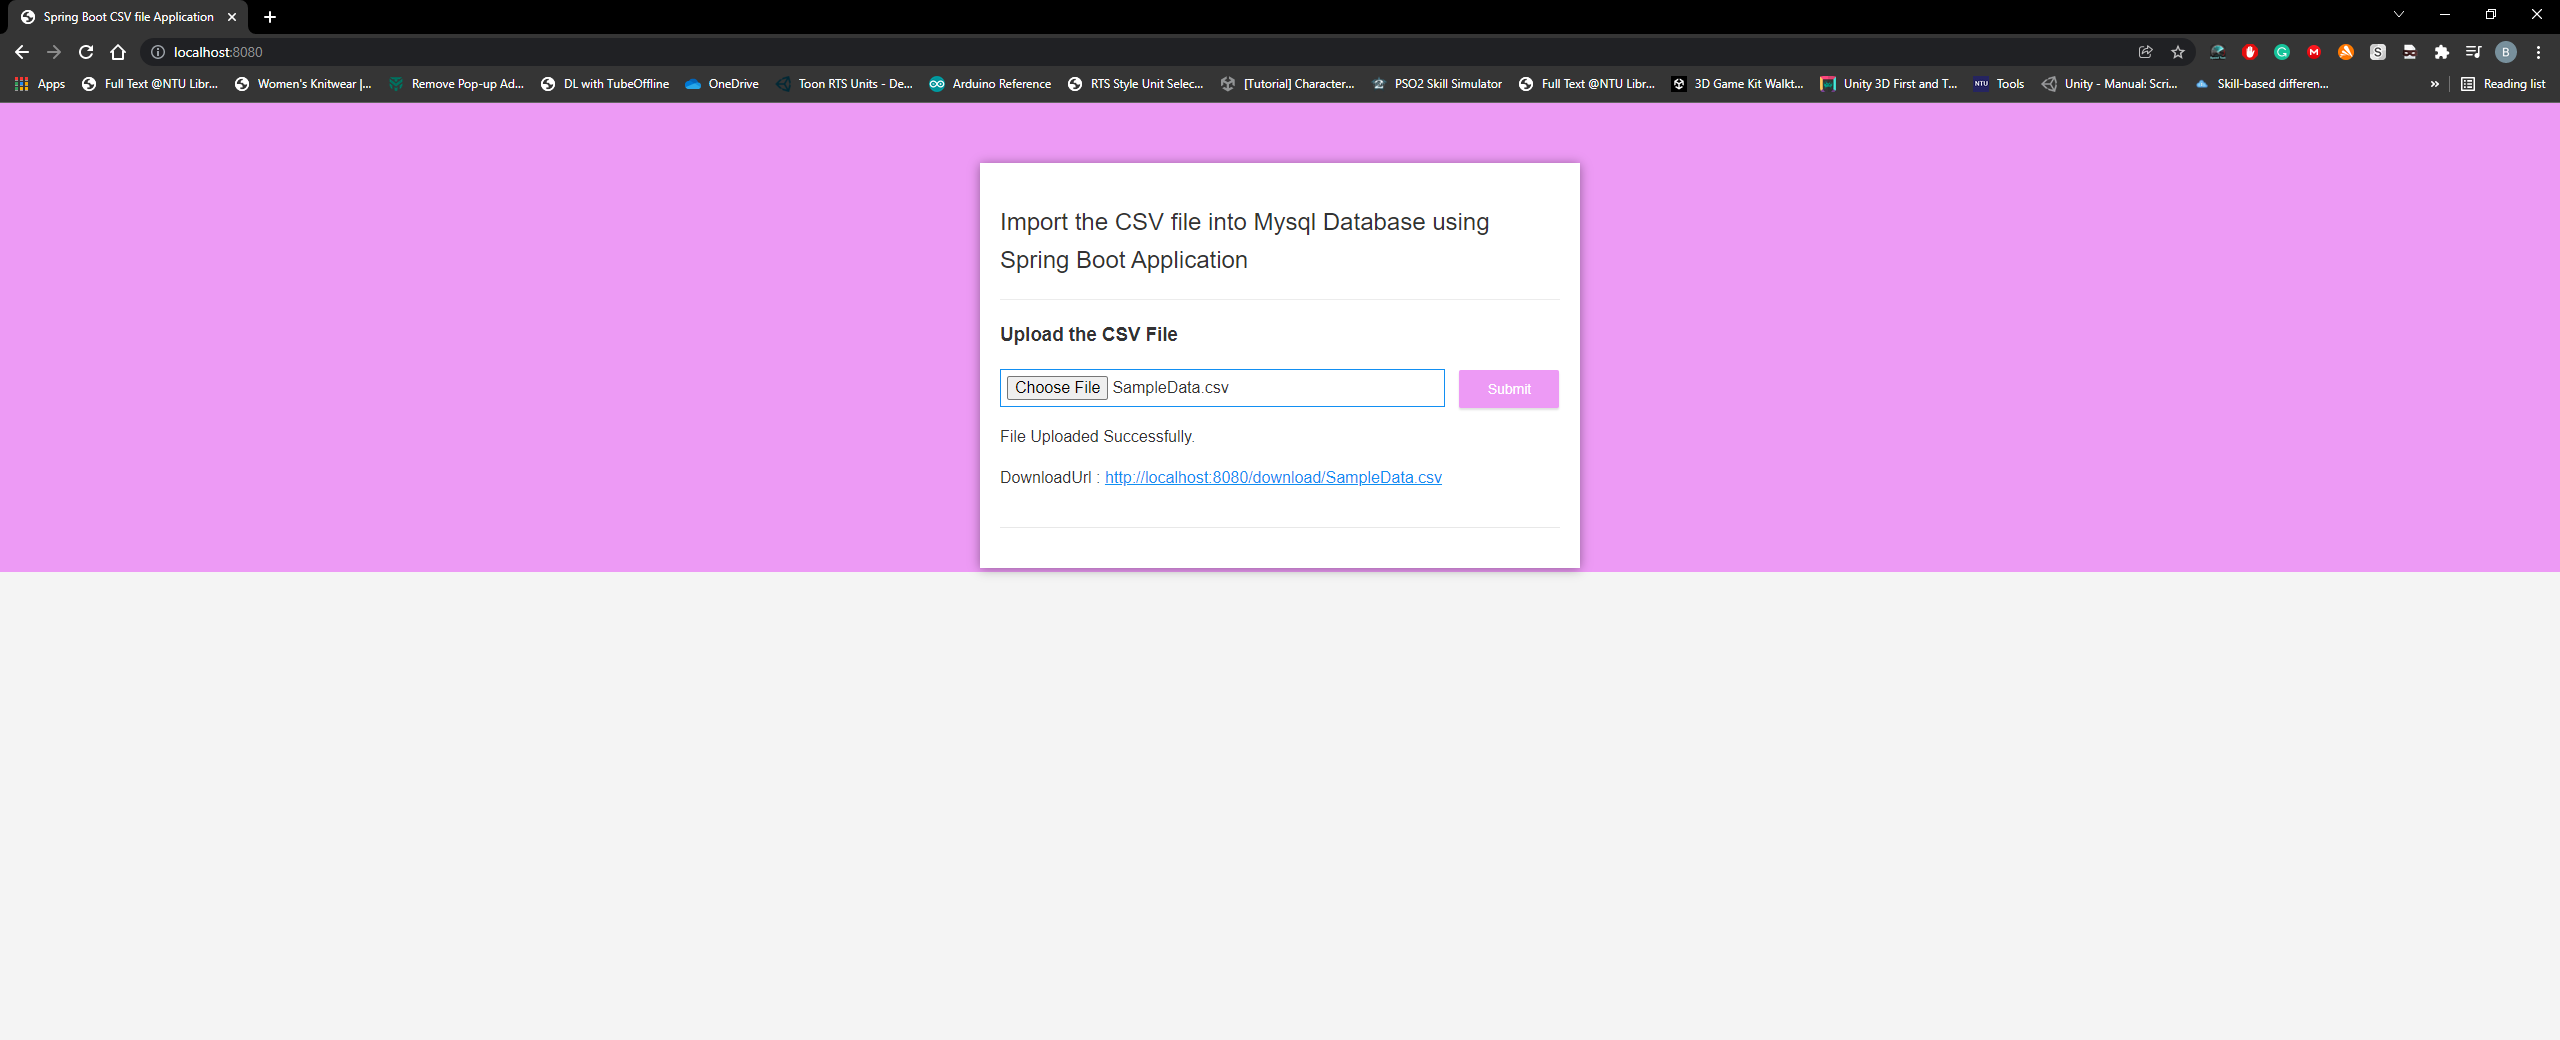 Spring Boot CSV file Application
localhost:8080
Apps Full Text @NTU Libr... Women's Knitwear |... Remove Pop-up Ad... DL with TubeOffline OneDrive Toon RTS Units - De... Arduino Reference RTS Style Unit Selec... [Tutorial] Character... PSO2 Skill Simulator Full Text @NTU Libr... 3D Game Kit Walkt... Unity 3D First and T... NTU Tools Unity - Manual: Scri... Skill-based differen... » Reading list
Import the CSV file into Mysql Database using
Spring Boot Application
Upload the CSV File
Choose File SampleData.csv Submit
File Uploaded Successfully.
DownloadUrl : http://localhost:8080/download/SampleData.csv